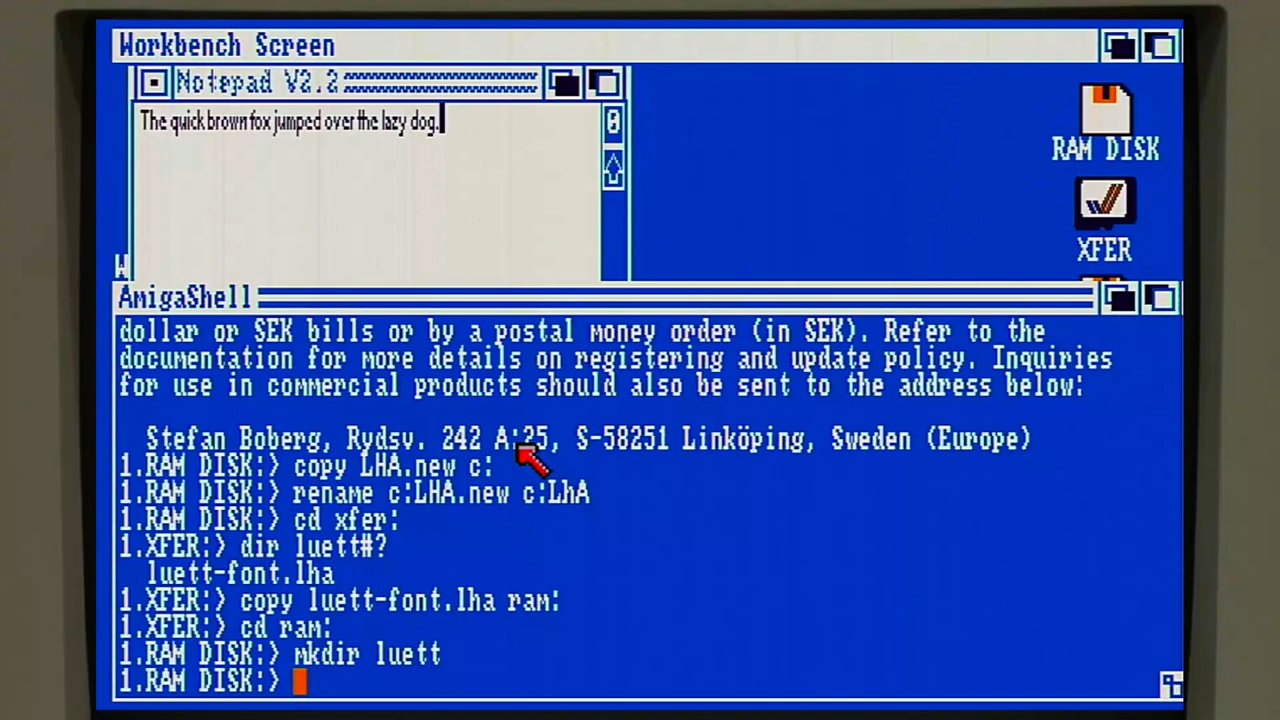 Workbench Screen
Notepad V2.2
The quick brown fox jumped over the lazy dog.
RAM DISK
XFER
W
AmigaShell
dollar or SEK bills or by a postal money order (in SEK). Refer to the
documentation for more details on registering and update policy. Inquiries
for use in commercial products should also be sent to the address below:
Stefan Boberg, Rydsv. 242 A:25, S-58251 Linköping, Sweden (Europe)
1.RAM DISK:> copy LHA.new c:
1.RAM DISK:> rename c:LHA.new c:LhA
1.RAM DISK:> cd xfer:
1.XFER:> dir luett#?
luett-font.lha
1.XFER:> copy luett-font.lha ram:
1.XFER:> cd ram:
1.RAM DISK:> mkdir luett
1.RAM DISK:>